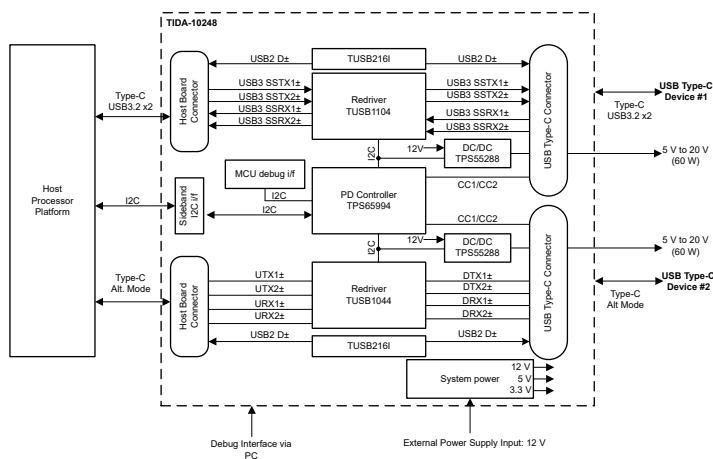 TIDA-10248
USB2 D±
TUSB216I
USB2 D±
Host Board
Connector
USB3 SSTX1±
USB3 SSTX2±
USB3 SSRX1±
USB3 SSRX2±
Redriver
TUSB1104
USB3 SSTX1±
USB3 SSTX2±
USB3 SSRX1±
USB3 SSRX2±
USB Type-C Connector
Type-C
USB3.2 x2
USB Type-C
Device #1
Type-C
USB3.2 x2
I2C
12V
DC/DC
TPS55288
5 V to 20 V
(60 W)
MCU debug i/f
I2C
PD Controller
TPS65994
CC1/CC2
Host
Processor
Platform
I2C
Sideband
I2C i/f
I2C
CC1/CC2
I2C
12V
DC/DC
TPS55288
5 V to 20 V
(60 W)
Type-C
Alt. Mode
Host Board
Connector
UTX1±
UTX2±
URX1±
URX2±
Redriver
TUSB1044
DTX1±
DTX2±
DRX1±
DRX2±
USB Type-C Connector
USB Type-C
Device #2
Type-C
Alt Mode
USB2 D±
TUSB216I
USB2 D±
System power
12 V
5 V
3.3 V
Debug Interface via
PC
External Power Supply Input: 12 V